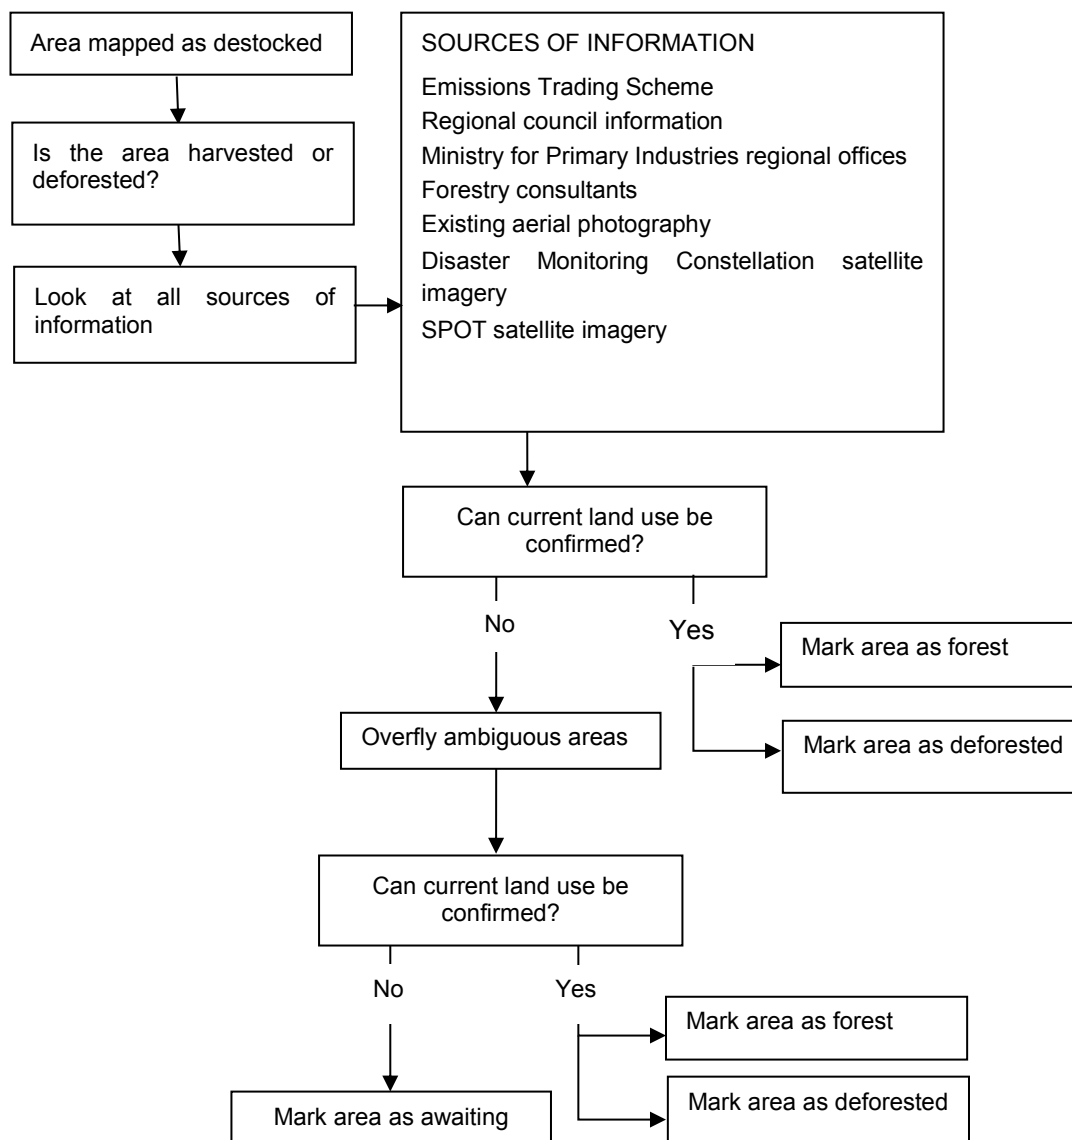 Area mapped as destocked
Is the area harvested or
deforested?
Look at all sources of
information
SOURCES OF INFORMATION
Emissions Trading Scheme
Regional council information
Ministry for Primary Industries regional offices
Forestry consultants
Existing aerial photography
Disaster Monitoring Constellation satellite
imagery
SPOT satellite imagery
Can current land use be
confirmed?
No
Yes
Mark area as forest
Mark area as deforested
Overfly ambiguous areas
Can current land use be
confirmed?
No
Yes
Mark area as forest
Mark area as deforested
Mark area as awaiting